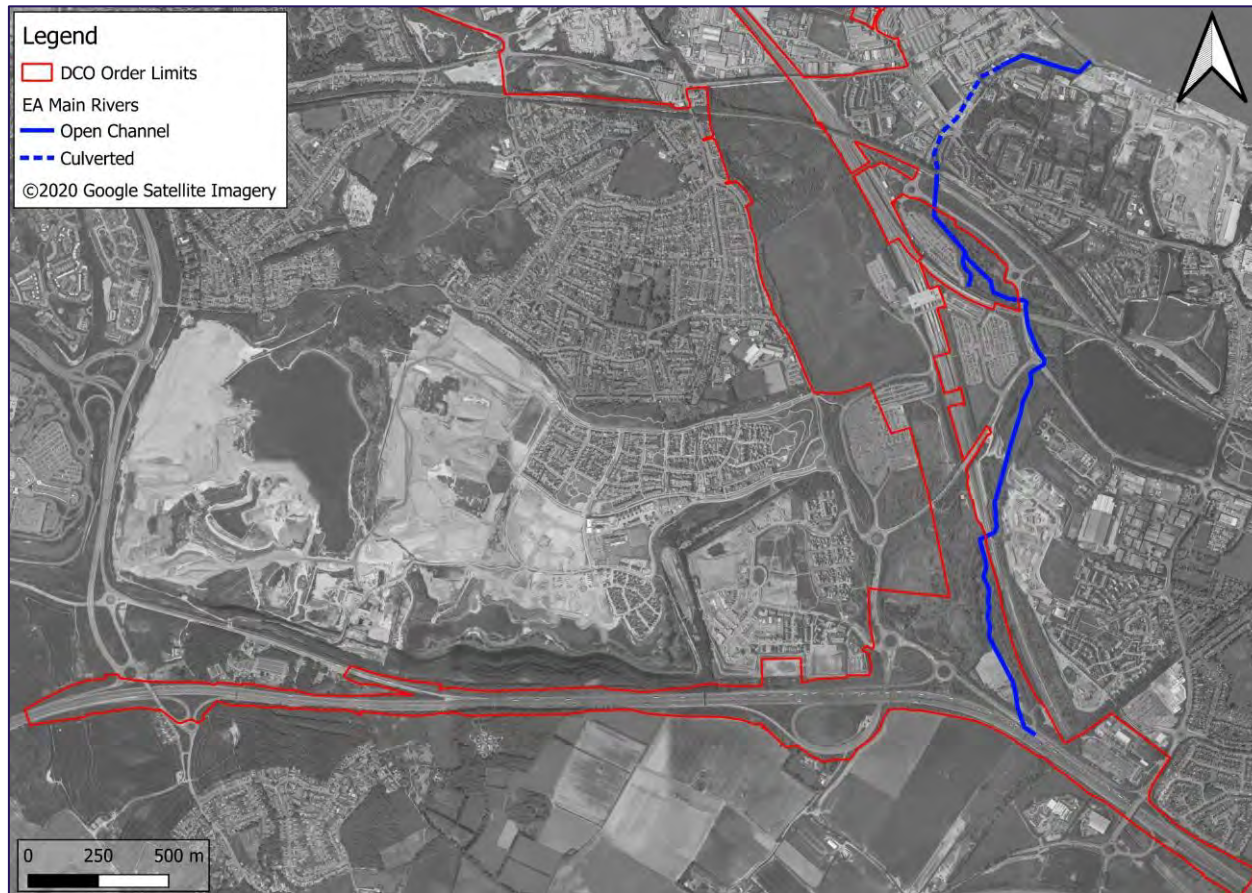 Legend
DCO Order Limits
EA Main Rivers
Open Channel
Culverted
©2020 Google Satellite Imagery
0 250 500 m